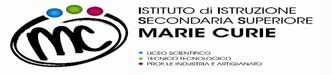 mc
ISTITUTO di ISTRUZIONE
SECONDARIA SUPERIORE
MARIE CURIE
LICEO SCIENTIFICO
TECNICO TECNOLOGICO
PROF.LE INDUSTRIA E ARTIGIANATO